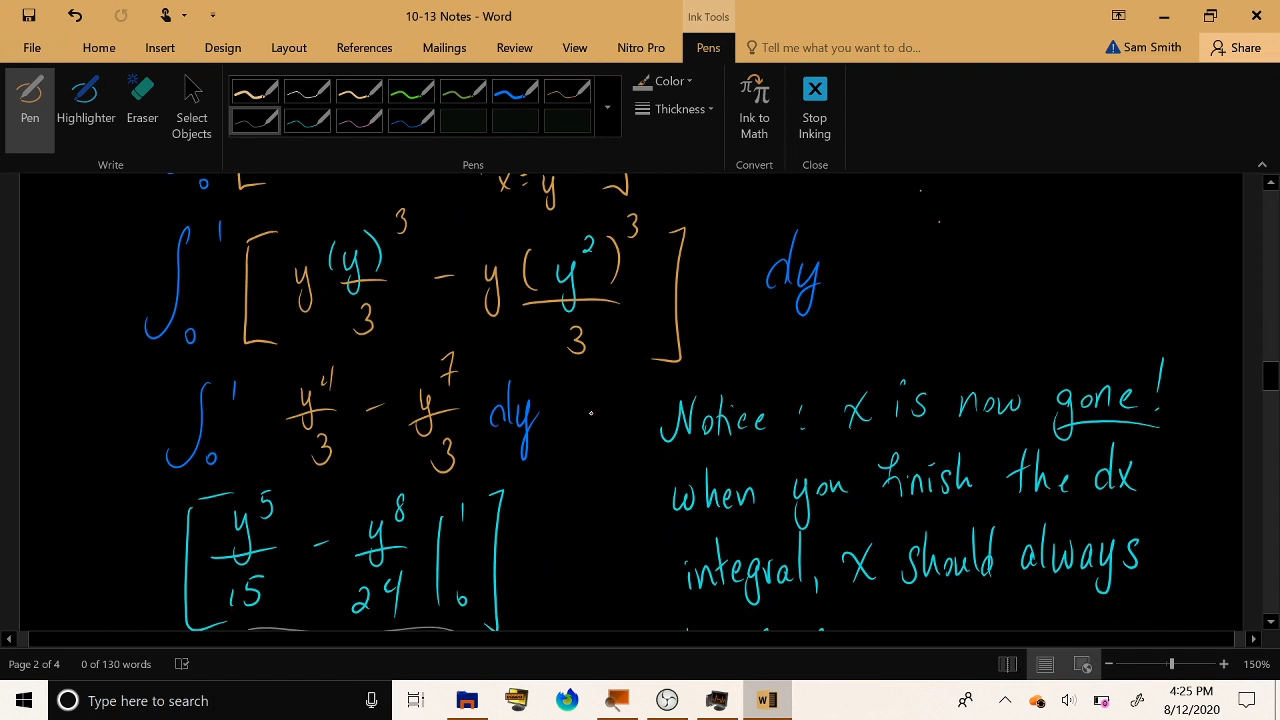 10-13 Notes - Word
Ink Tools
File Home Insert Design Layout References Mailings Review View Nitro Pro Pens Tell me what you want to do... Sam Smith Share
Pen Highlighter Eraser Select Objects Color Thickness Ink to Math Stop Inking
Write Pens Convert Close
0 [ x = y ]
∫₀¹ [ y (y)³/3 - y (y²)³/3 ] dy
∫₀¹ y⁴/3 - y⁷/3 dy
Notice : x is now gone!
when you finish the dx
[ y⁵/15 - y⁸/24 |₀¹ ]
integral, x should always
Page 2 of 4 0 of 130 words 150%
Type here to search 4:25 PM
8/12/2020